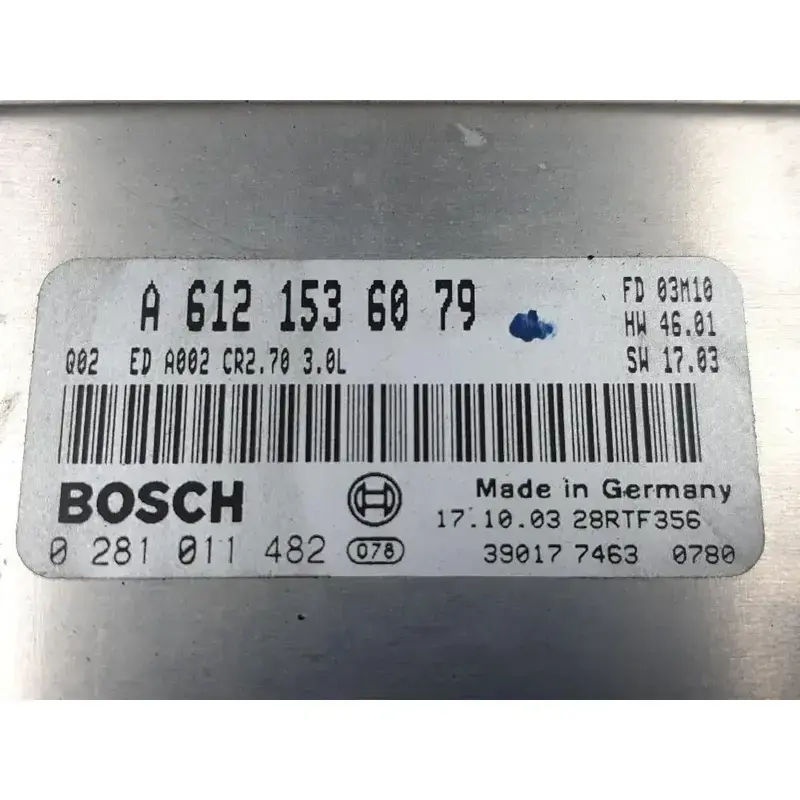 A 612 153 60 79
FD 03M10
HW 46.01
Q02 ED A002 CR2.70 3.0L
SW 17.03
BOSCH
Made in Germany
17.10.03 28RTF356
0 281 011 482 078
39017 7463 0780